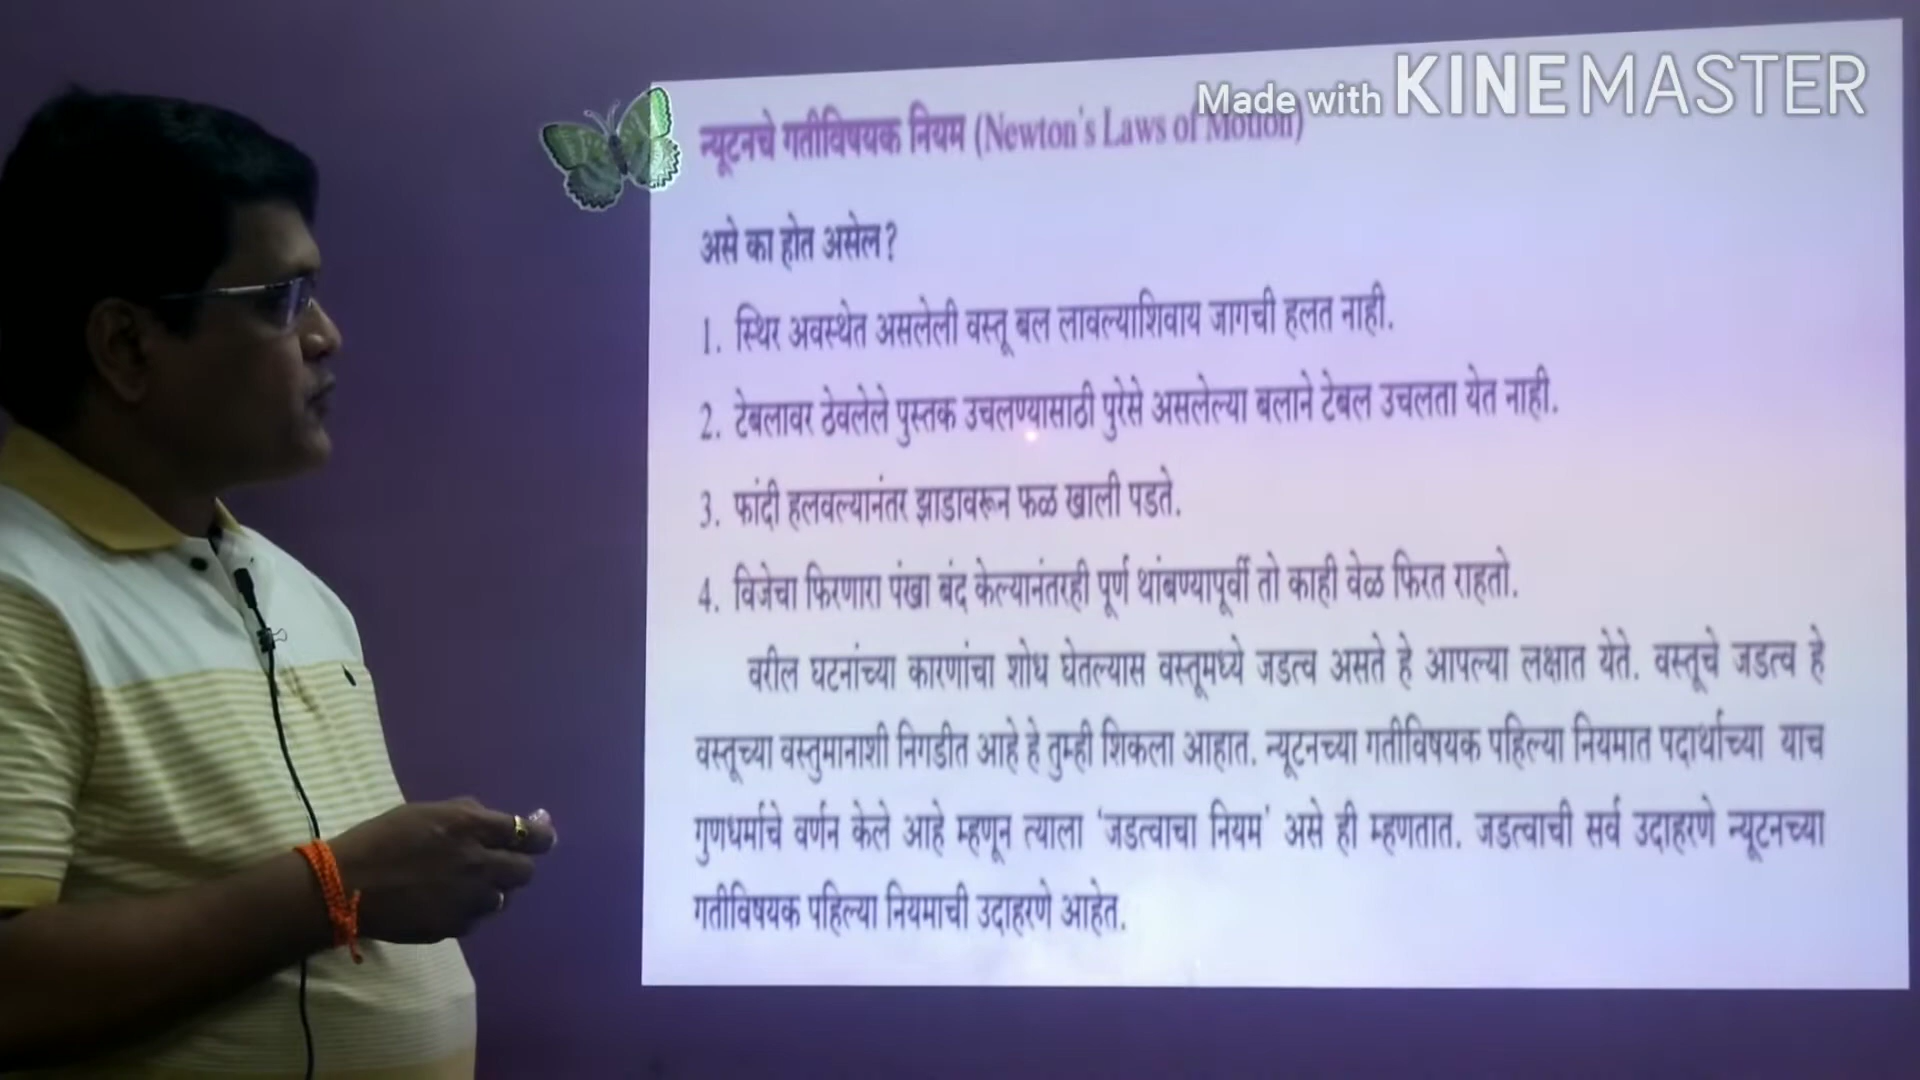 Made with KINEMASTER
न्यूटनचे गतीविषयक नियम (Newton's Laws of Motion)
असे का होत असेल?
1. स्थिर अवस्थेत असलेली वस्तू बल लावल्याशिवाय जागची हलत नाही.
2. टेबलावर ठेवलेले पुस्तक उचलण्यासाठी पुरेसे असलेल्या बलाने टेबल उचलता येत नाही.
3. फांदी हलवल्यानंतर झाडावरून फळ खाली पडते.
4. विजेचा फिरणारा पंखा बंद केल्यानंतरही पूर्ण थांबण्यापूर्वी तो काही वेळ फिरत राहतो.
वरील घटनांच्या कारणांचा शोध घेतल्यास वस्तूमध्ये जडत्व असते हे आपल्या लक्षात येते. वस्तूचे जडत्व हे
वस्तूच्या वस्तुमानाशी निगडीत आहे हे तुम्ही शिकला आहात. न्यूटनच्या गतीविषयक पहिल्या नियमात पदार्थाच्या याच
गुणधर्माचे वर्णन केले आहे म्हणून त्याला ‘जडत्वाचा नियम’ असे ही म्हणतात. जडत्वाची सर्व उदाहरणे न्यूटनच्या
गतीविषयक पहिल्या नियमाची उदाहरणे आहेत.